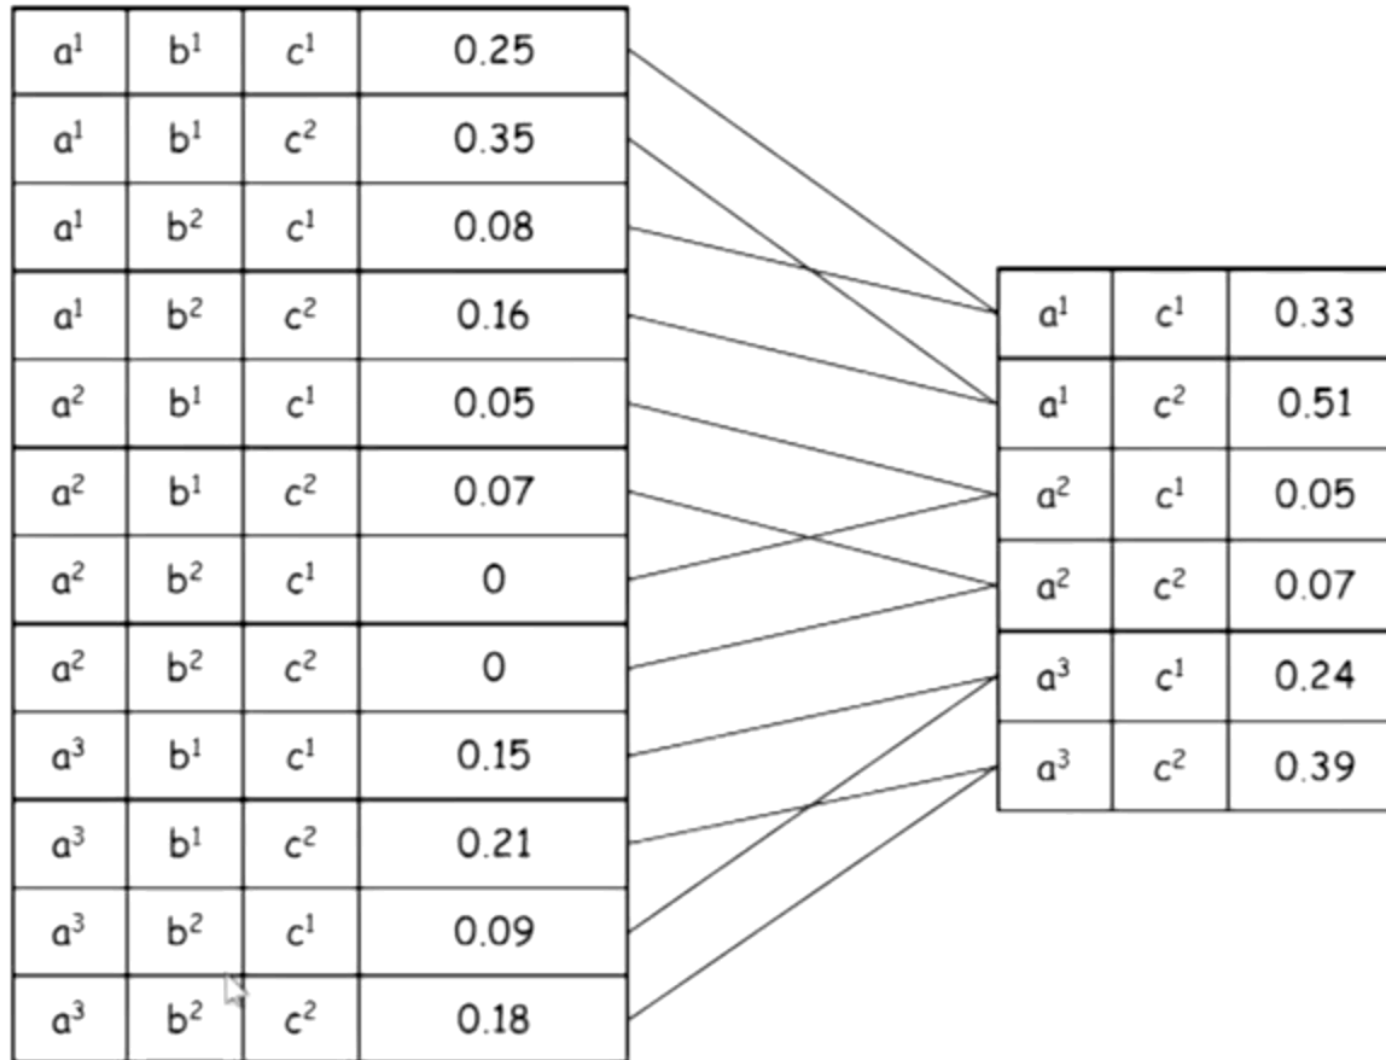 a¹ b¹ c¹ 0.25
a¹ b¹ c² 0.35
a¹ b² c¹ 0.08
a¹ b² c² 0.16
a² b¹ c¹ 0.05
a² b¹ c² 0.07
a² b² c¹ 0
a² b² c² 0
a³ b¹ c¹ 0.15
a³ b¹ c² 0.21
a³ b² c¹ 0.09
a³ b² c² 0.18
a¹ c¹ 0.33
a¹ c² 0.51
a² c¹ 0.05
a² c² 0.07
a³ c¹ 0.24
a³ c² 0.39